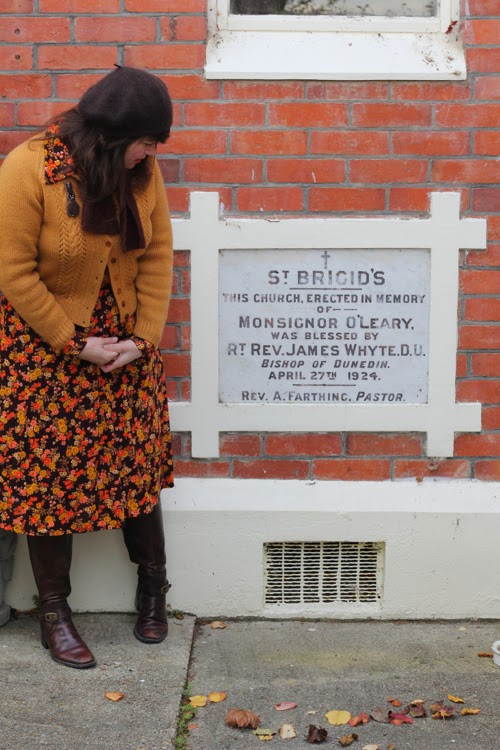 ST BRIGID'S
THIS CHURCH, ERECTED IN MEMORY
OF
MONSIGNOR O'LEARY,
WAS BLESSED BY
RT REV. JAMES WHYTE. D.D.
BISHOP OF DUNEDIN.
APRIL 27TH 1924.
REV. A. FARTHING, PASTOR.